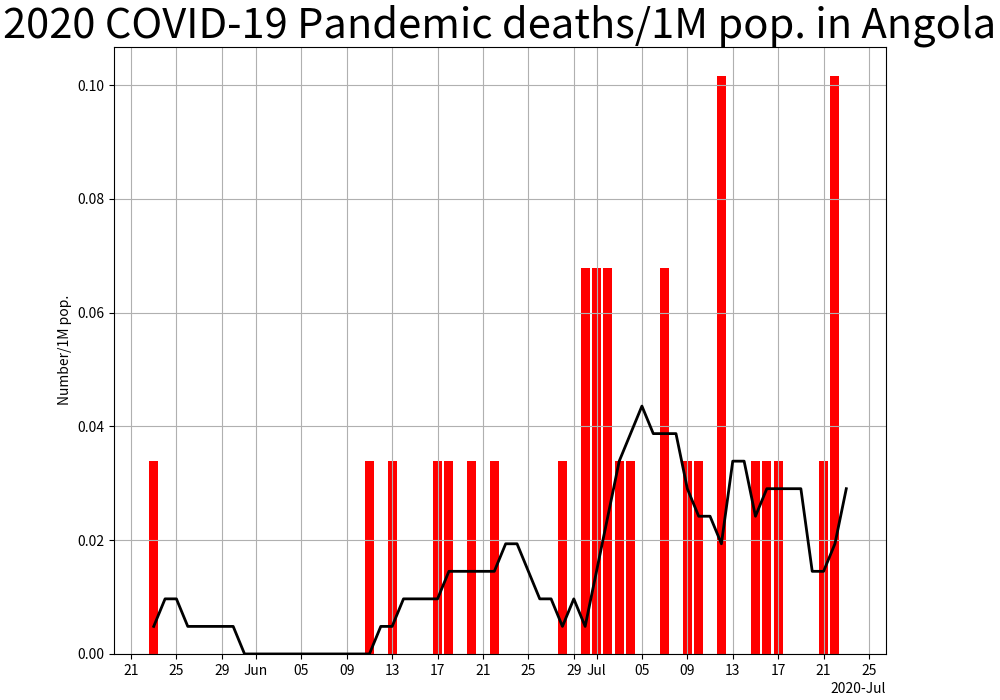 2020 COVID-19 Pandemic deaths/1M pop. in Angola
0.10
0.08
0.06
0.04
0.02
0.00
Number/1M pop.
21 25 29 Jun 05 09 13 17 21 25 29 Jul 05 09 13 17 21 25
2020-Jul